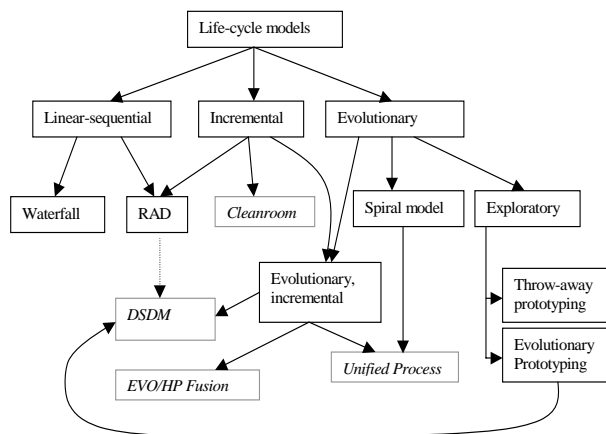 Life-cycle models
Linear-sequential
Incremental
Evolutionary
Waterfall
RAD
Cleanroom
Spiral model
Exploratory
Evolutionary,
incremental
Throw-away
prototyping
DSDM
Evolutionary
Prototyping
EVO/HP Fusion
Unified Process